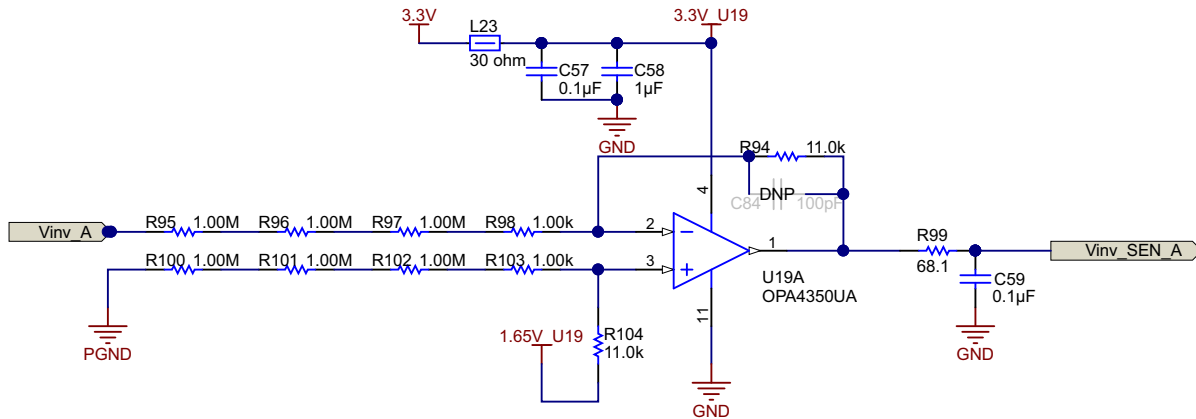 3.3V
L23
30 ohm
3.3V_U19
C57
0.1µF
C58
1µF
GND
R94
11.0k
C84
DNP
100pF
4
Vinv_A
R95
1.00M
R96
1.00M
R97
1.00M
R98
1.00k
2
R100
1.00M
R101
1.00M
R102
1.00M
R103
1.00k
3
1
U19A
OPA4350UA
11
R99
68.1
Vinv_SEN_A
C59
0.1µF
GND
PGND
1.65V_U19
R104
11.0k
GND